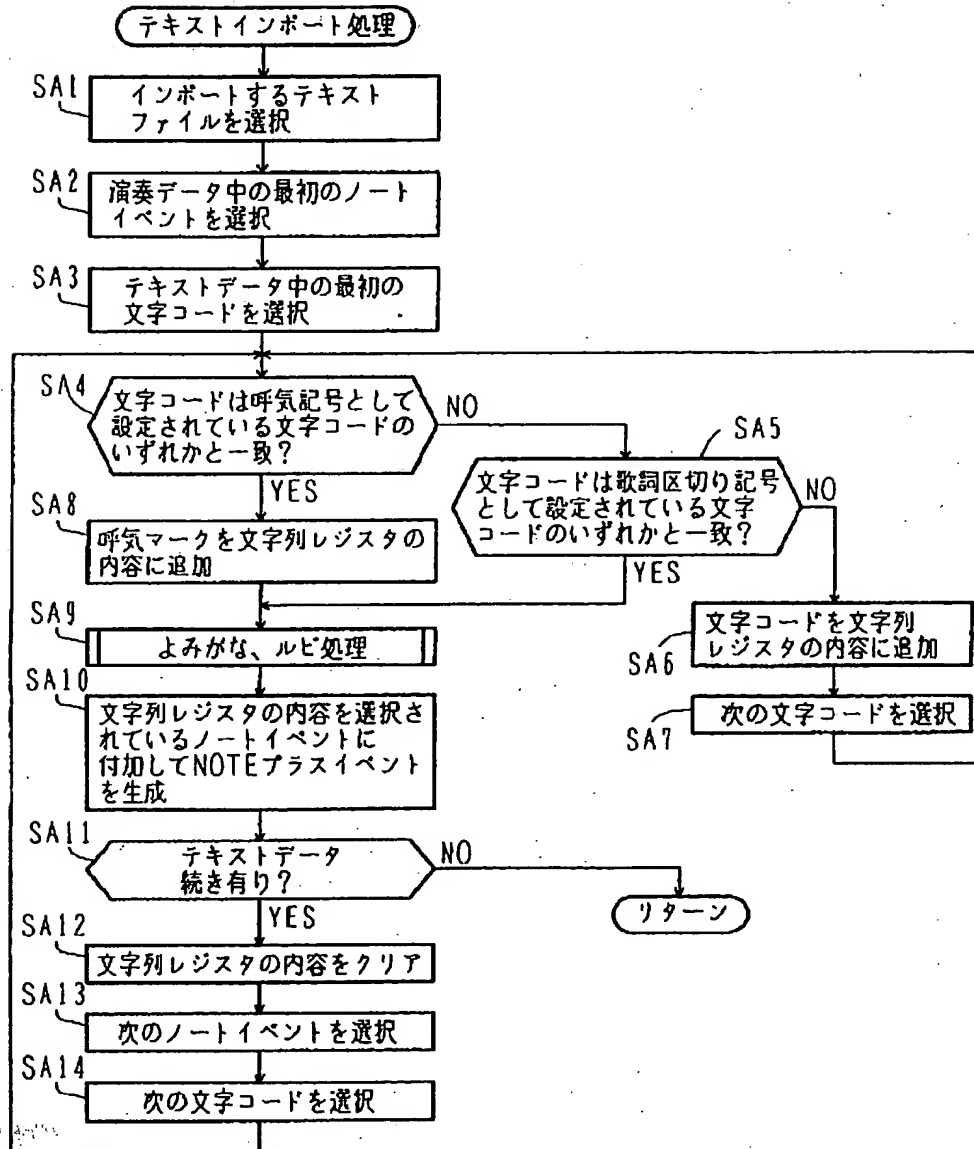 テキストインポート処理
SA1
インポートするテキスト
ファイルを選択
SA2
演奏データ中の最初のノート
イベントを選択
SA3
テキストデータ中の最初の
文字コードを選択
SA4
文字コードは呼気記号として
設定されている文字コードの
いずれかと一致?
NO
YES
SA5
文字コードは歌詞区切り記号
として設定されている文字
コードのいずれかと一致?
NO
YES
SA8
呼気マークを文字列レジスタの
内容に追加
SA6
文字コードを文字列
レジスタの内容に追加
SA7
次の文字コードを選択
SA9
よみがな、ルビ処理
SA10
文字列レジスタの内容を選択さ
れているノートイベントに
付加してNOTEプラスイベント
を生成
SA11
テキストデータ
続き有り?
NO
YES
リターン
SA12
文字列レジスタの内容をクリア
SA13
次のノートイベントを選択
SA14
次の文字コードを選択